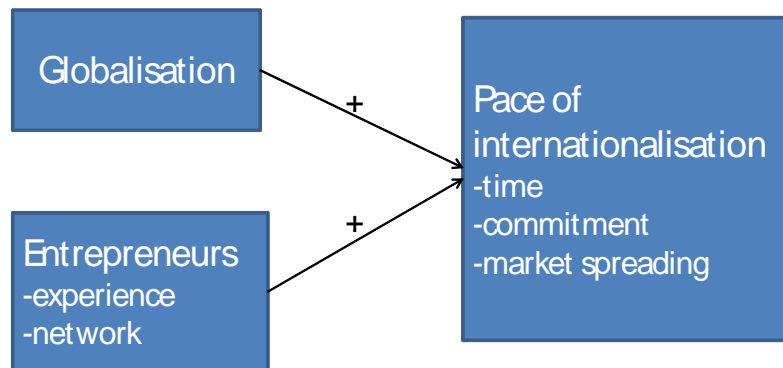 Globalisation
+
Pace of
internationalisation
-time
-commitment
-market spreading
+
Entrepreneurs
-experience
-network